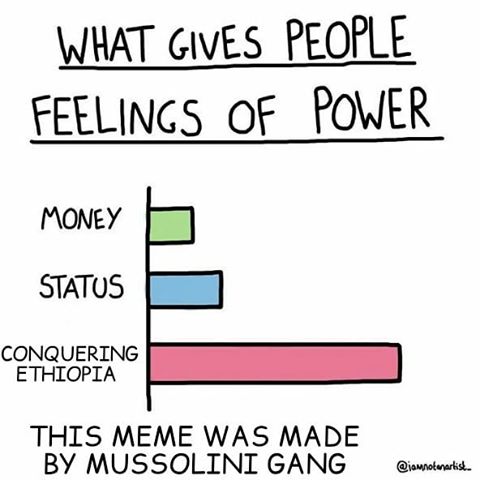 WHAT GIVES PEOPLE
FEELINGS OF POWER
MONEY
STATUS
CONQUERING
ETHIOPIA
THIS MEME WAS MADE
BY MUSSOLINI GANG
@iamnotanartist_